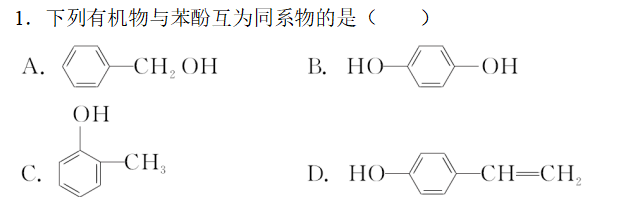 1. 下列有机物与苯酚互为同系物的是（　　）
A. —CH₂OH
B. HO— —OH
OH
C. —CH₃
D. HO— —CH═CH₂